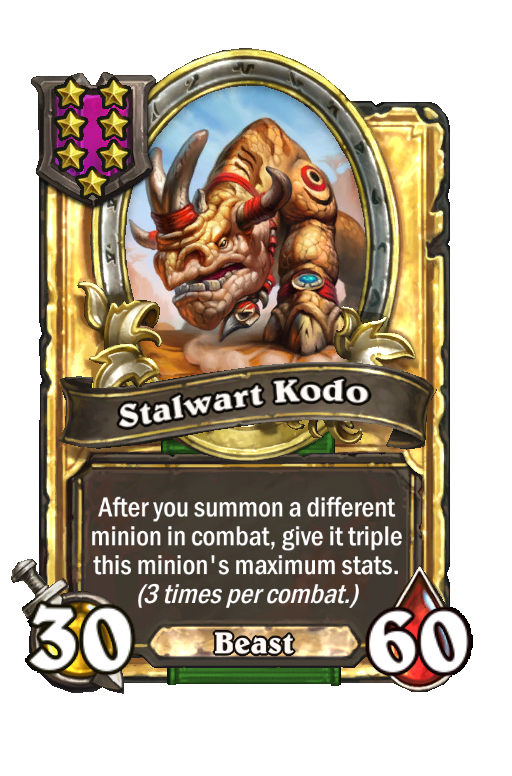 Stalwart Kodo
After you summon a different
minion in combat, give it triple
this minion's maximum stats.
(3 times per combat.)
30
Beast
60